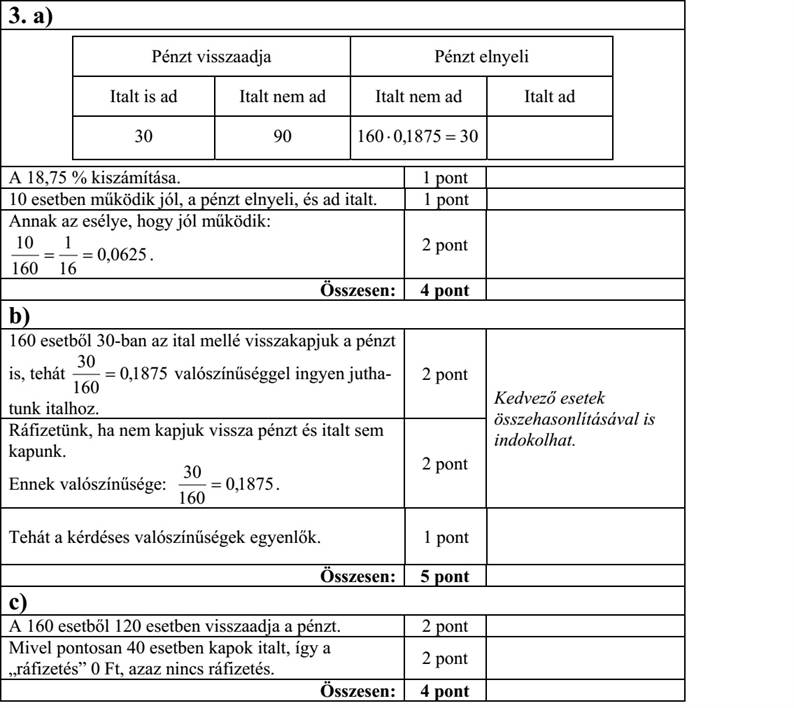 3. a)
Pénzt visszaadja Pénzt elnyeli
Italt is ad Italt nem ad Italt nem ad Italt ad
30 90 160·0,1875 = 30
A 18,75 % kiszámítása. 1 pont
10 esetben működik jól, a pénzt elnyeli, és ad italt. 1 pont
Annak az esélye, hogy jól működik:
10/160 = 1/16 = 0,0625. 2 pont
Összesen: 4 pont
b)
160 esetből 30-ban az ital mellé visszakapjuk a pénzt
is, tehát 30/160 = 0,1875 valószínűséggel ingyen jutha-
tunk italhoz.
2 pont
Ráfizetünk, ha nem kapjuk vissza pénzt és italt sem
kapunk.
Ennek valószínűsége: 30/160 = 0,1875.
2 pont
Kedvező esetek
összehasonlításával is
indokolhat.
Tehát a kérdéses valószínűségek egyenlők. 1 pont
Összesen: 5 pont
c)
A 160 esetből 120 esetben visszaadja a pénzt. 2 pont
Mivel pontosan 40 esetben kapok italt, így a
„ráfizetés” 0 Ft, azaz nincs ráfizetés.
2 pont
Összesen: 4 pont